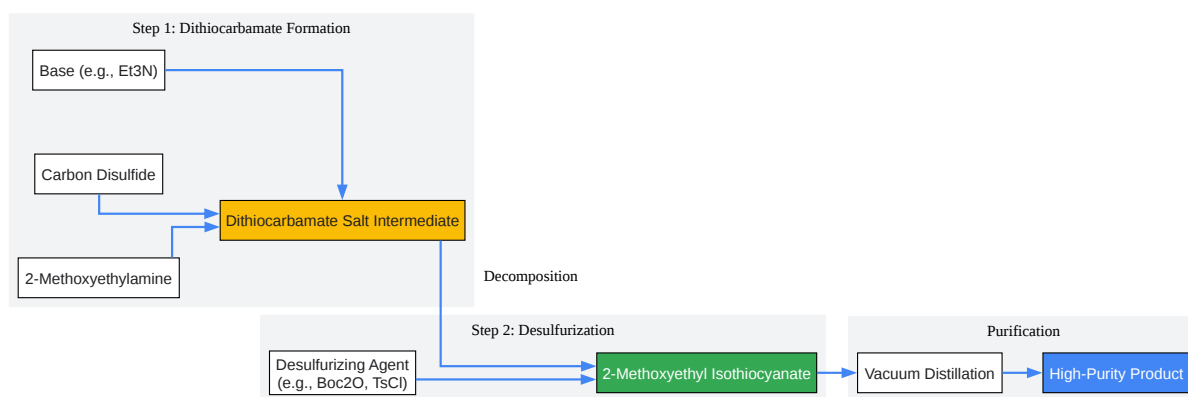 Step 1: Dithiocarbamate Formation
Base (e.g., Et3N)
Carbon Disulfide
Dithiocarbamate Salt Intermediate
2-Methoxyethylamine
Decomposition
Step 2: Desulfurization
Desulfurizing Agent
(e.g., Boc2O, TsCl)
2-Methoxyethyl Isothiocyanate
Purification
Vacuum Distillation
High-Purity Product